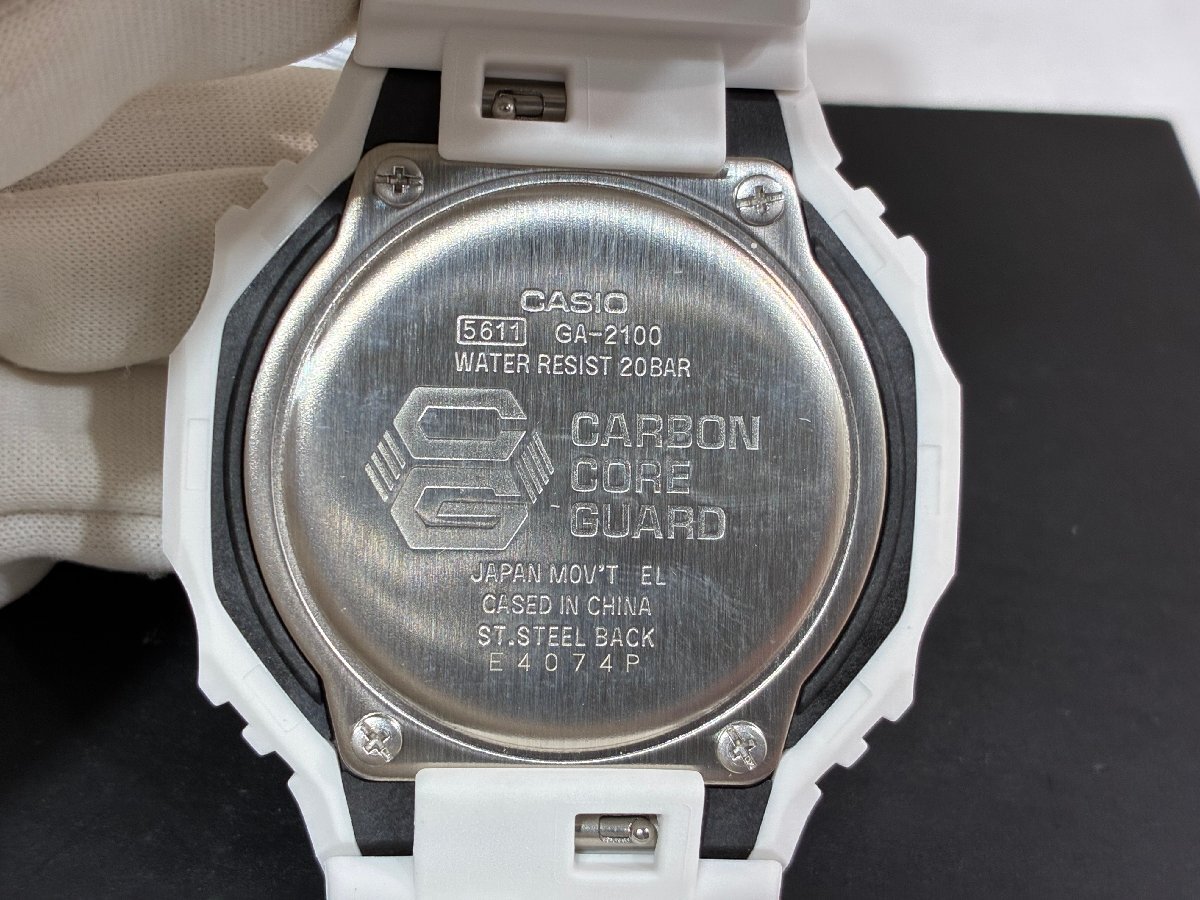 CASIO
5611 GA-2100
WATER RESIST 20BAR
CARBON
CORE
GUARD
JAPAN MOV'T EL
CASED IN CHINA
ST.STEEL BACK
E4074P